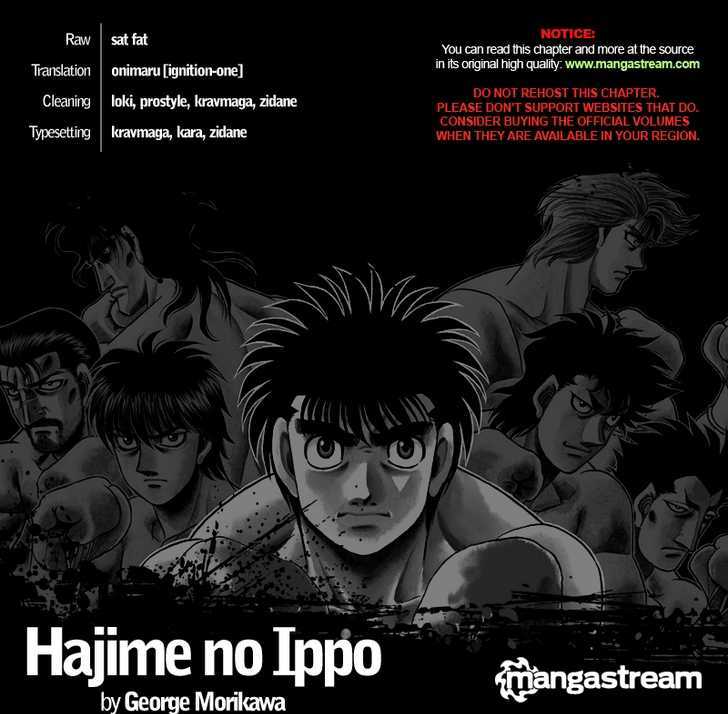 Raw sat fat
Translation onimaru [ignition-one]
Cleaning loki, prostyle, kravmaga, zidane
Typesetting kravmaga, kara, zidane
NOTICE:
You can read this chapter and more at the source
in its original high quality: www.mangastream.com
DO NOT REHOST THIS CHAPTER.
PLEASE DON'T SUPPORT WEBSITES THAT DO.
CONSIDER BUYING THE OFFICIAL VOLUMES
WHEN THEY ARE AVAILABLE IN YOUR REGION.
Hajime no Ippo
by George Morikawa
mangastream